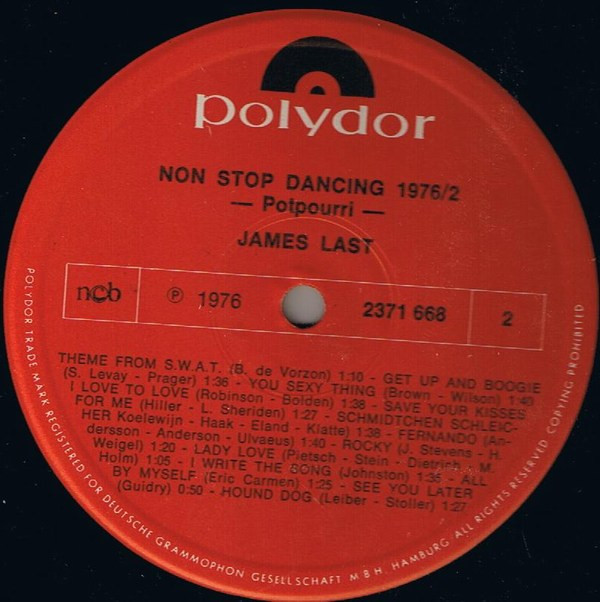 polydor
NON STOP DANCING 1976/2
— Potpourri —
JAMES LAST
ncb
℗ 1976
2371 668
2
THEME FROM S.W.A.T. (B. de Vorzon) 1:10 - GET UP AND BOOGIE
(S. Levay - Prager) 1:36 - YOU SEXY THING (Brown - Wilson) 1:40
I LOVE TO LOVE (Robinson - Bolden) 1:38 - SAVE YOUR KISSES
FOR ME (Hiller - L. Sheriden) 1:27 - SCHMIDTCHEN SCHLEIC-
HER Koelewijn - Haak - Eland - Klatte) 1:38 - FERNANDO (An-
dersson - Anderson - Ulvaeus) 1:40 - ROCKY (J. Stevens - H.
Weigel) 1:20 - LADY LOVE (Pietsch - Stein - Dietrich - M.
Holm) 1:05 - I WRITE THE SONG (Johnston) 1:35 - ALL
BY MYSELF (Eric Carmen) 1:25 - SEE YOU LATER
(Guidry) 0:50 - HOUND DOG (Leiber - Stoller) 1:27
POLYDOR TRADE MARK REGISTERED FOR DEUTSCHE GRAMMOPHON GESELLSCHAFT M B H. HAMBURG ALL RIGHTS RESERVED COPYING PROHIBITED